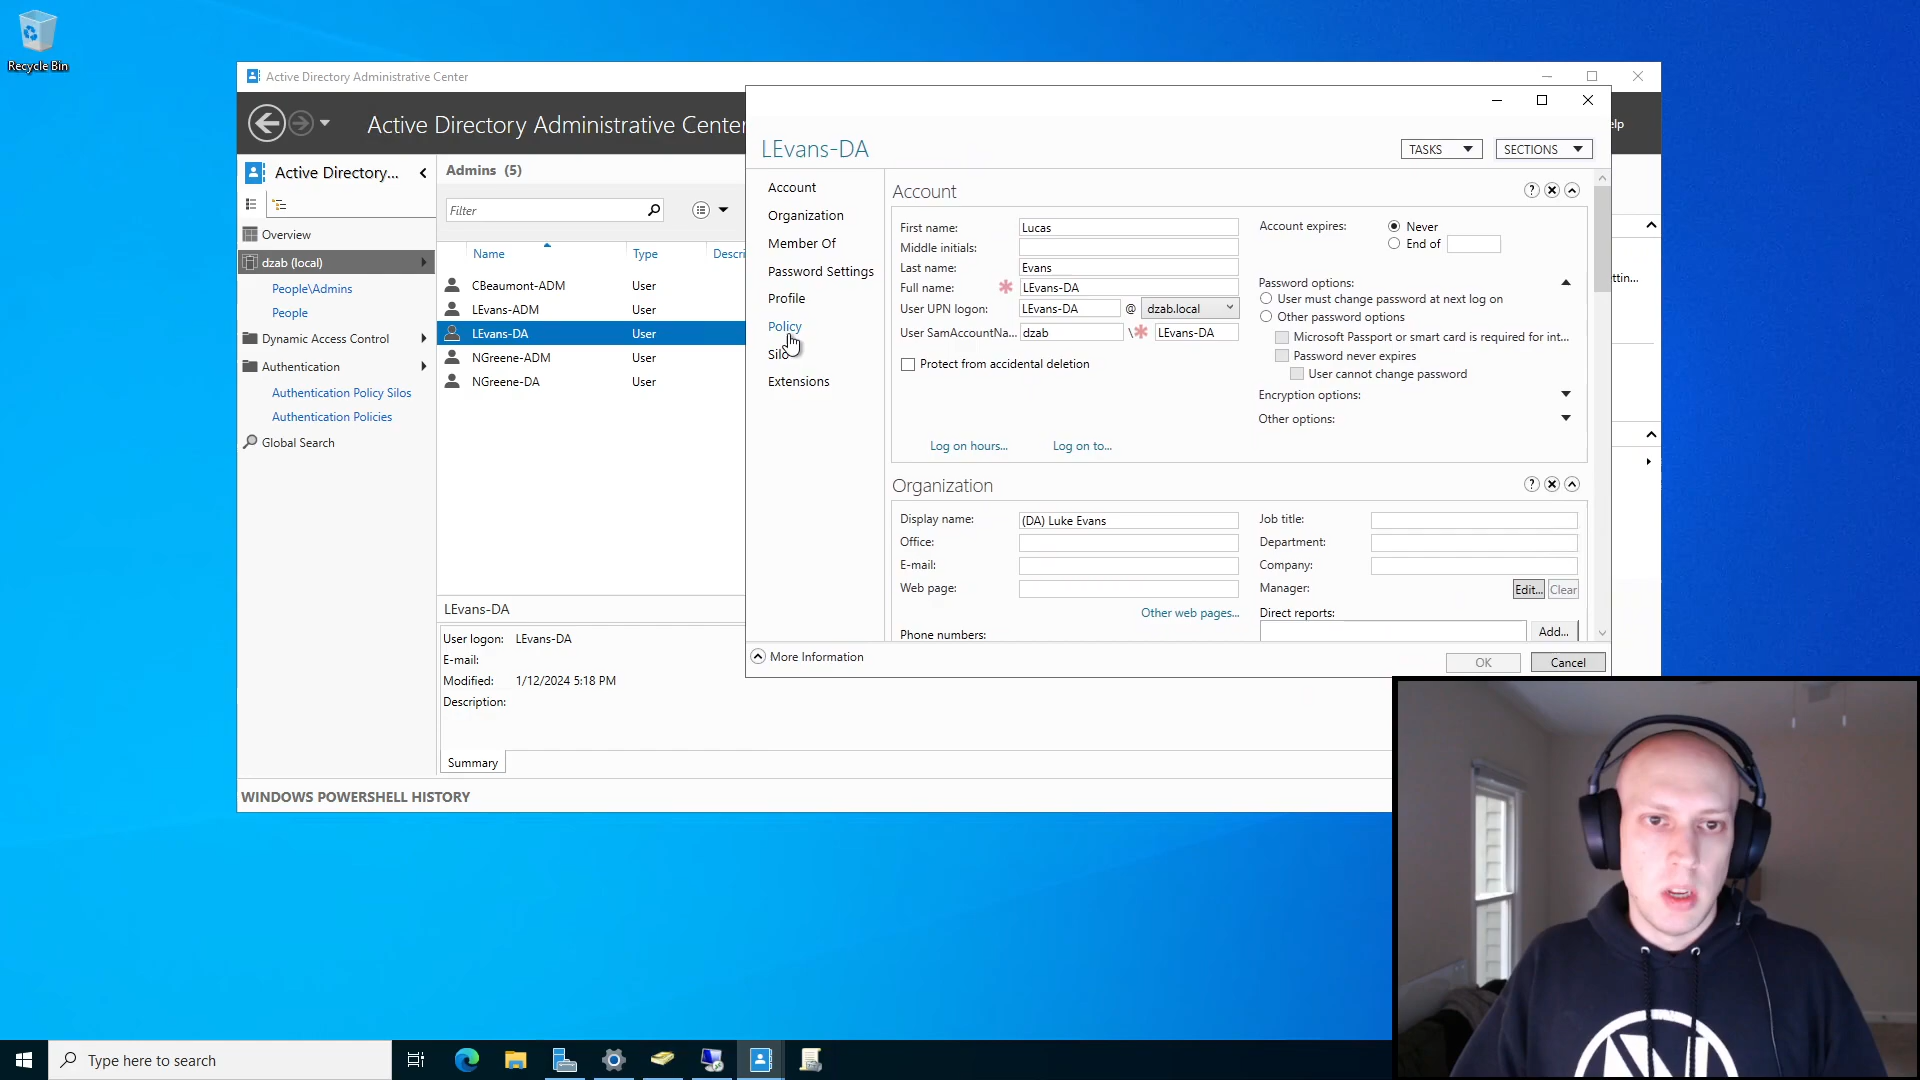 Recycle Bin
Active Directory Administrative Center
Active Directory Administrative Center
elp
Active Directory...
Overview
dzab (local)
People\Admins
People
Dynamic Access Control
Authentication
Authentication Policy Silos
Authentication Policies
Global Search
Admins (5)
Filter
Name Type Descri
CBeaumont-ADM User
LEvans-ADM User
LEvans-DA User
NGreene-ADM User
NGreene-DA User
LEvans-DA
User logon: LEvans-DA
E-mail:
Modified: 1/12/2024 5:18 PM
Description:
Summary
WINDOWS POWERSHELL HISTORY
LEvans-DA
TASKS
SECTIONS
Account
Organization
Member Of
Password Settings
Profile
Policy
Silo
Extensions
Account
First name: Lucas
Middle initials:
Last name: Evans
Full name: * LEvans-DA
User UPN logon: LEvans-DA @ dzab.local
User SamAccountNa... dzab \* LEvans-DA
Protect from accidental deletion
Log on hours...
Log on to...
Account expires: Never
End of
Password options:
User must change password at next log on
Other password options
Microsoft Passport or smart card is required for int...
Password never expires
User cannot change password
Encryption options:
Other options:
Organization
Display name: (DA) Luke Evans
Office:
E-mail:
Web page:
Other web pages...
Phone numbers:
Job title:
Department:
Company:
Manager: Edit... Clear
Direct reports:
Add...
More Information
OK
Cancel
ttin...
Type here to search